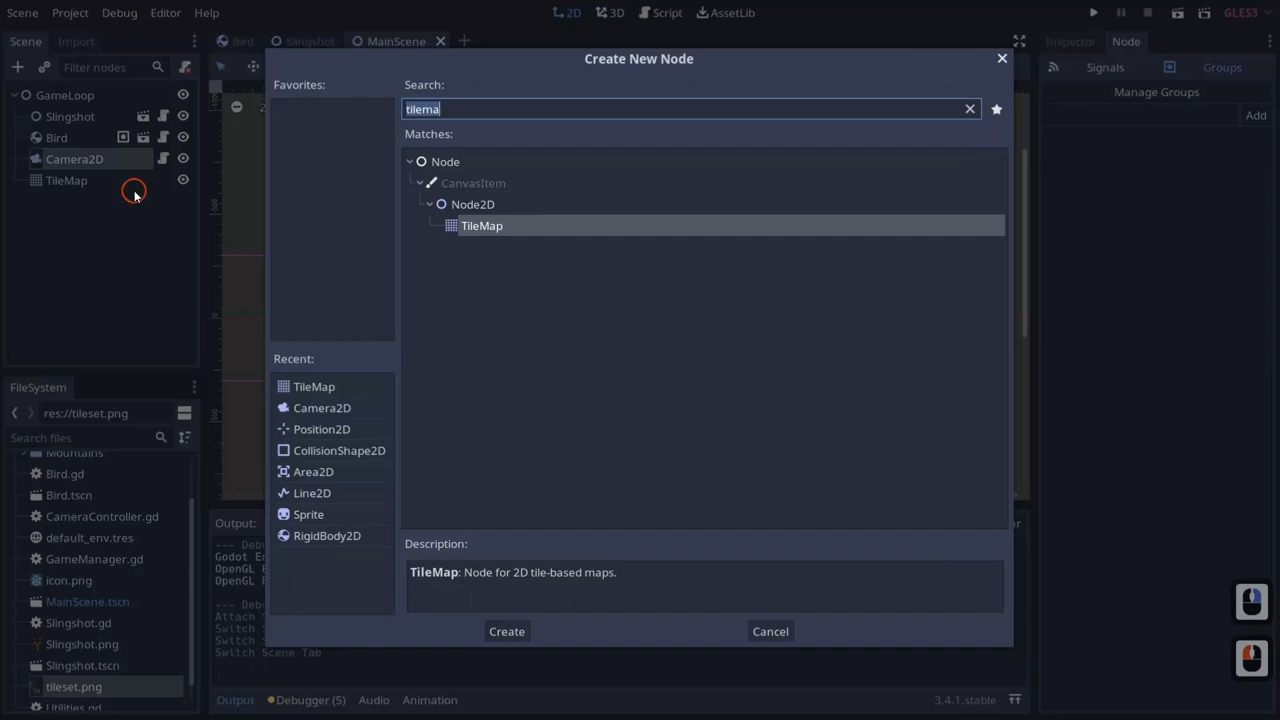 Scene Project Debug Editor Help
2D 3D Script AssetLib
GLES3
Scene Import
Bird Slingshot MainScene
Inspector Node
Filter nodes
Signals Groups
Manage Groups
Add
GameLoop
Slingshot
Bird
Camera2D
TileMap
Create New Node
Favorites:
Search:
tilema
Matches:
Node
CanvasItem
Node2D
TileMap
Recent:
TileMap
Camera2D
Position2D
CollisionShape2D
Area2D
Line2D
Sprite
RigidBody2D
Description:
TileMap: Node for 2D tile-based maps.
Create Cancel
FileSystem
res://tileset.png
Search files
Mountains
Bird.gd
Bird.tscn
CameraController.gd
default_env.tres
GameManager.gd
icon.png
MainScene.tscn
Slingshot.gd
Slingshot.png
Slingshot.tscn
tileset.png
Utilities.gd
Output:
--- Deb
Godot En
OpenGL
OpenGL
--- Deb
Attach
Switch
Switch
Switch Scene Tab
Output Debugger (5) Audio Animation 3.4.1.stable